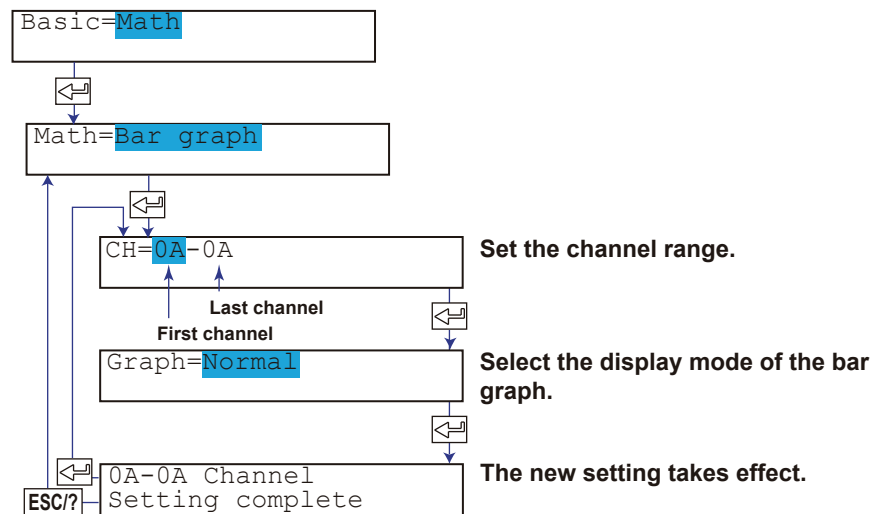 Basic=Math
Math=Bar graph
CH=0A-0A
Set the channel range.
Last channel
First channel
Graph=Normal
Select the display mode of the bar
graph.
0A-0A Channel
Setting complete
The new setting takes effect.
ESC/?